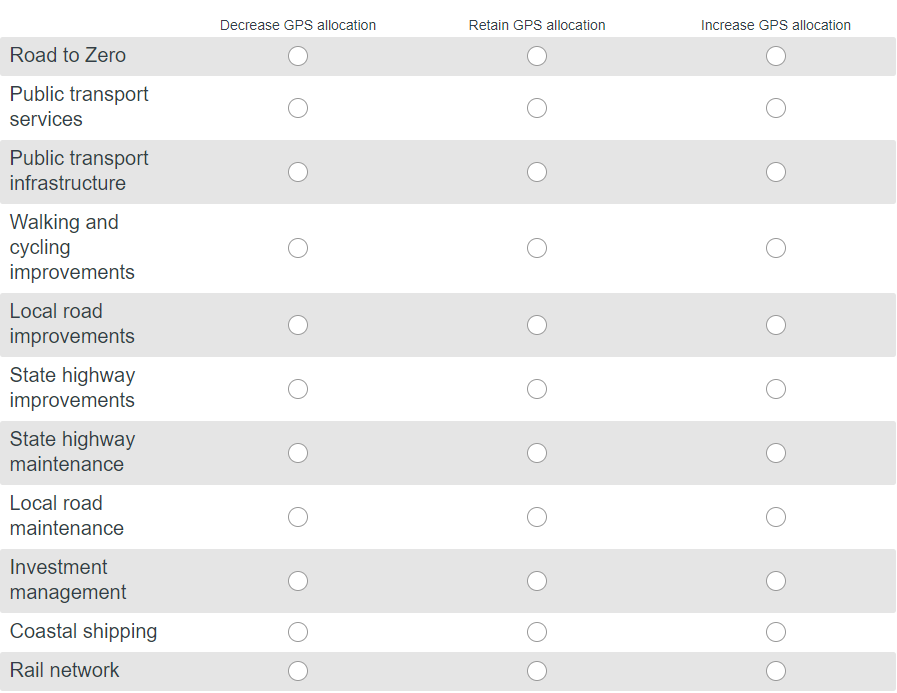 Decrease GPS allocation Retain GPS allocation Increase GPS allocation
Road to Zero
Public transport
services
Public transport
infrastructure
Walking and
cycling
improvements
Local road
improvements
State highway
improvements
State highway
maintenance
Local road
maintenance
Investment
management
Coastal shipping
Rail network